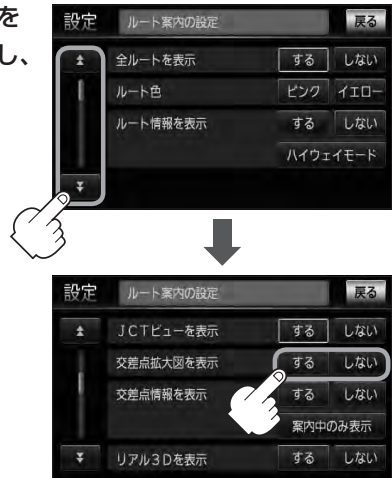 を
し、
設定 ルート案内の設定 戻る
全ルートを表示 する しない
ルート色 ピンク イエロー
ルート情報を表示 する しない
ハイウェイモード
設定 ルート案内の設定 戻る
JCTビューを表示 する しない
交差点拡大図を表示 する しない
交差点情報を表示 する しない
案内中のみ表示
リアル3Dを表示 する しない